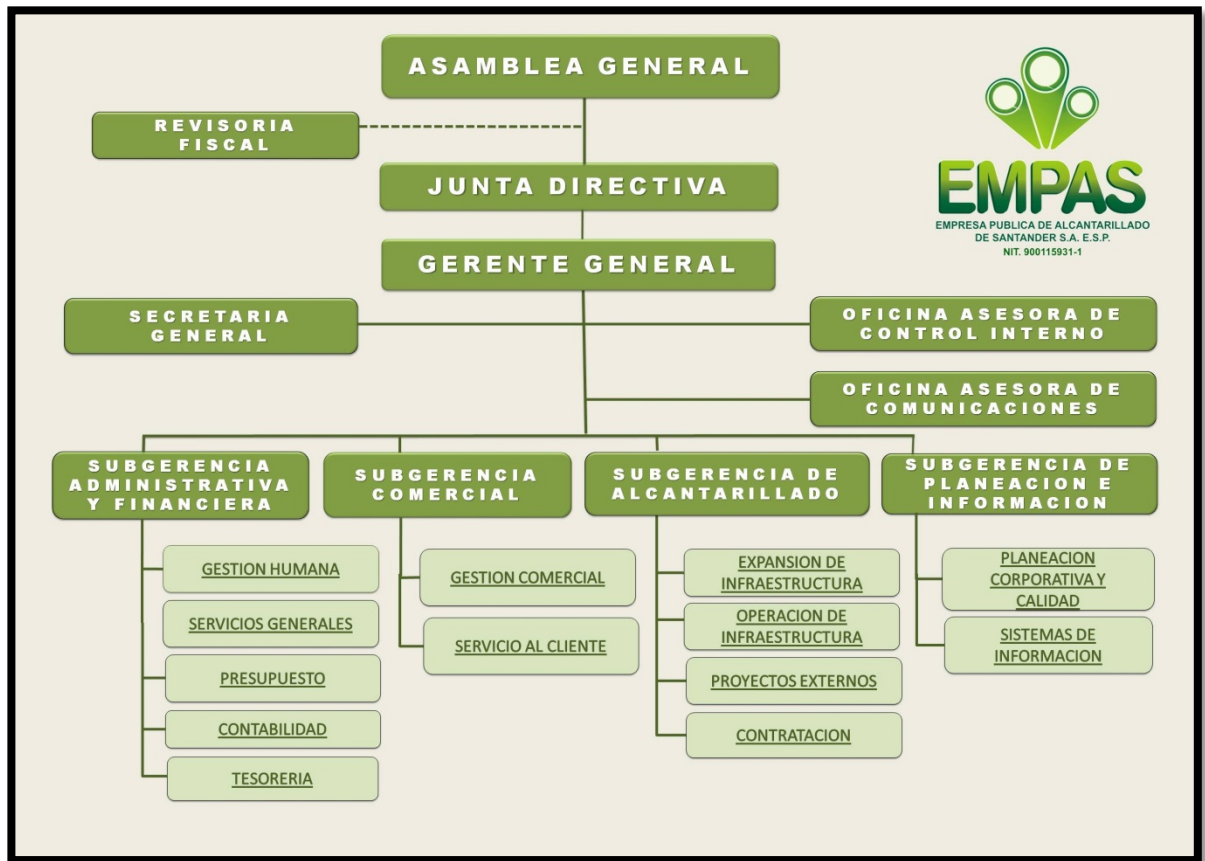 ASAMBLEA GENERAL
REVISORIA
FISCAL
JUNTA DIRECTIVA
EMPAS
EMPRESA PUBLICA DE ALCANTARILLADO
DE SANTANDER S.A. E.S.P.
NIT. 900115931-1
GERENTE GENERAL
SECRETARIA
GENERAL
OFICINA ASESORA DE
CONTROL INTERNO
OFICINA ASESORA DE
COMUNICACIONES
SUBGERENCIA
ADMINISTRATIVA
Y FINANCIERA
GESTION HUMANA
SERVICIOS GENERALES
PRESUPUESTO
CONTABILIDAD
TESORERIA
SUBGERENCIA
COMERCIAL
GESTION COMERCIAL
SERVICIO AL CLIENTE
SUBGERENCIA DE
ALCANTARILLADO
EXPANSION DE
INFRAESTRUCTURA
OPERACION DE
INFRAESTRUCTURA
PROYECTOS EXTERNOS
CONTRATACION
SUBGERENCIA DE
PLANEACION E
INFORMACION
PLANEACION
CORPORATIVA Y
CALIDAD
SISTEMAS DE
INFORMACION